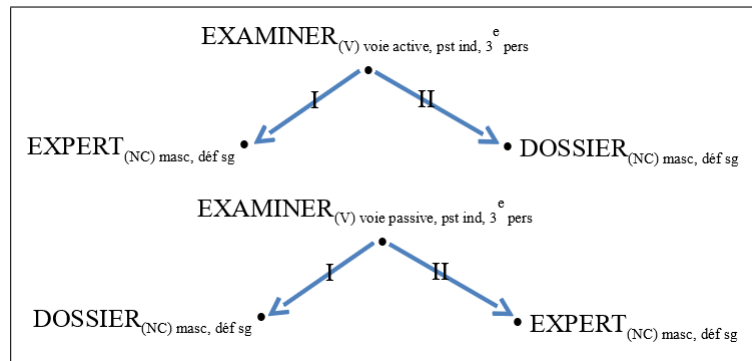 EXAMINER(V) voie active, pst ind, 3e pers
I II
EXPERT(NC) masc, déf sg DOSSIER(NC) masc, déf sg
EXAMINER(V) voie passive, pst ind, 3e pers
I II
DOSSIER(NC) masc, déf sg EXPERT(NC) masc, déf sg